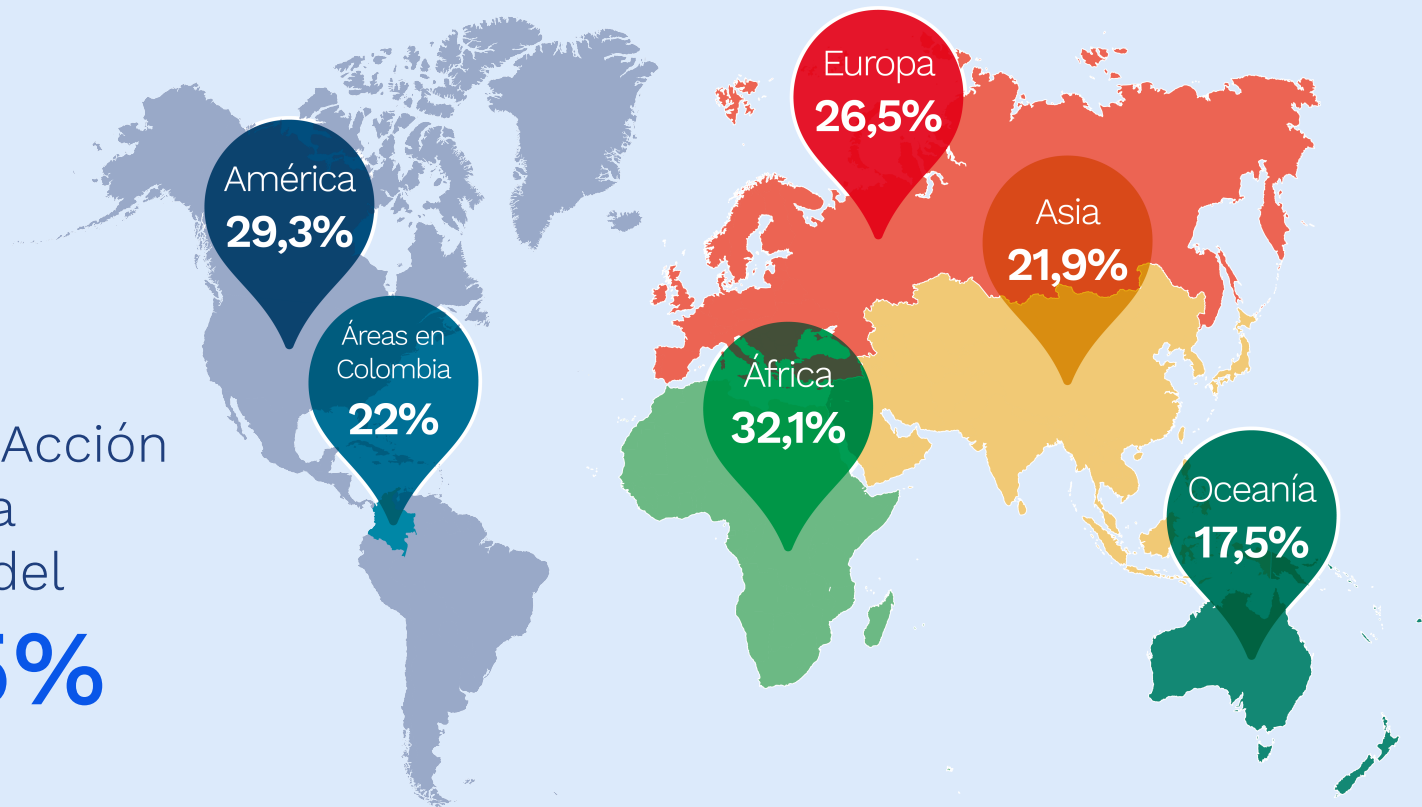 Europa
26,5%
América
29,3%
Asia
21,9%
Áreas en
Colombia
22%
África
32,1%
Acción
a
del
5%
Oceanía
17,5%